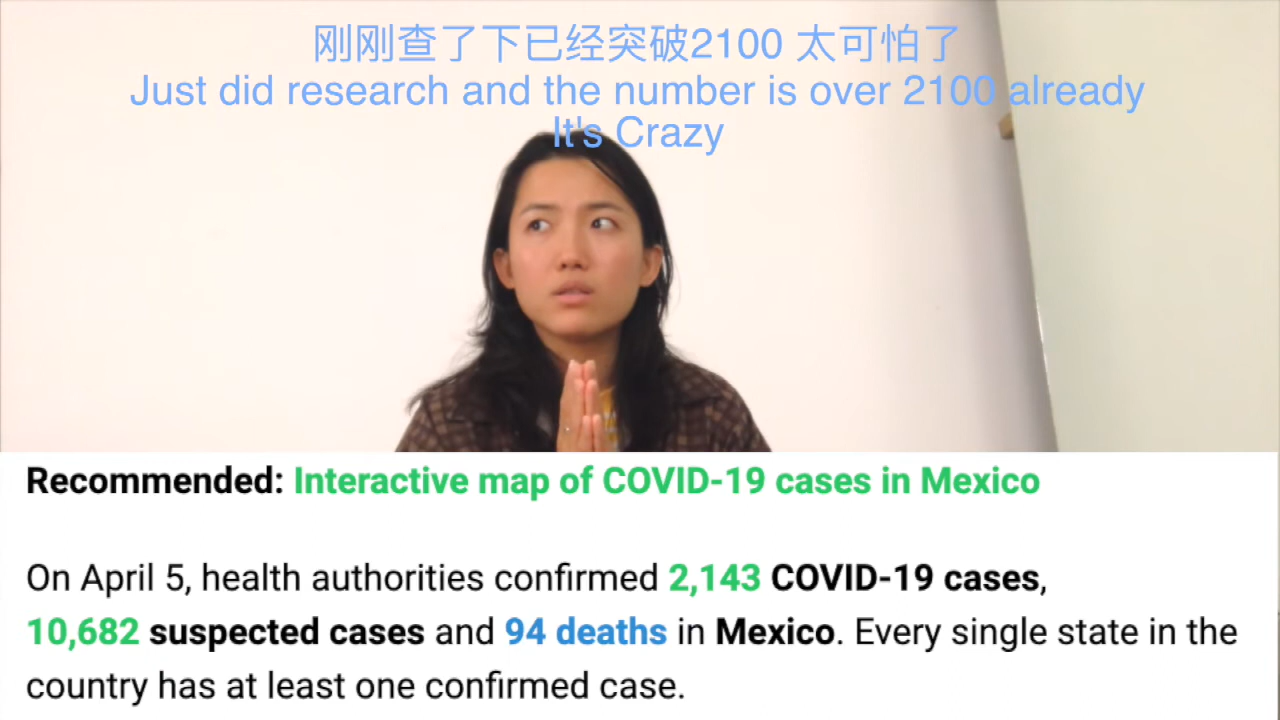 刚刚查了下已经突破2100 太可怕了
Just did research and the number is over 2100 already
It's Crazy
Recommended: Interactive map of COVID-19 cases in Mexico
On April 5, health authorities confirmed 2,143 COVID-19 cases,
10,682 suspected cases and 94 deaths in Mexico. Every single state in the
country has at least one confirmed case.